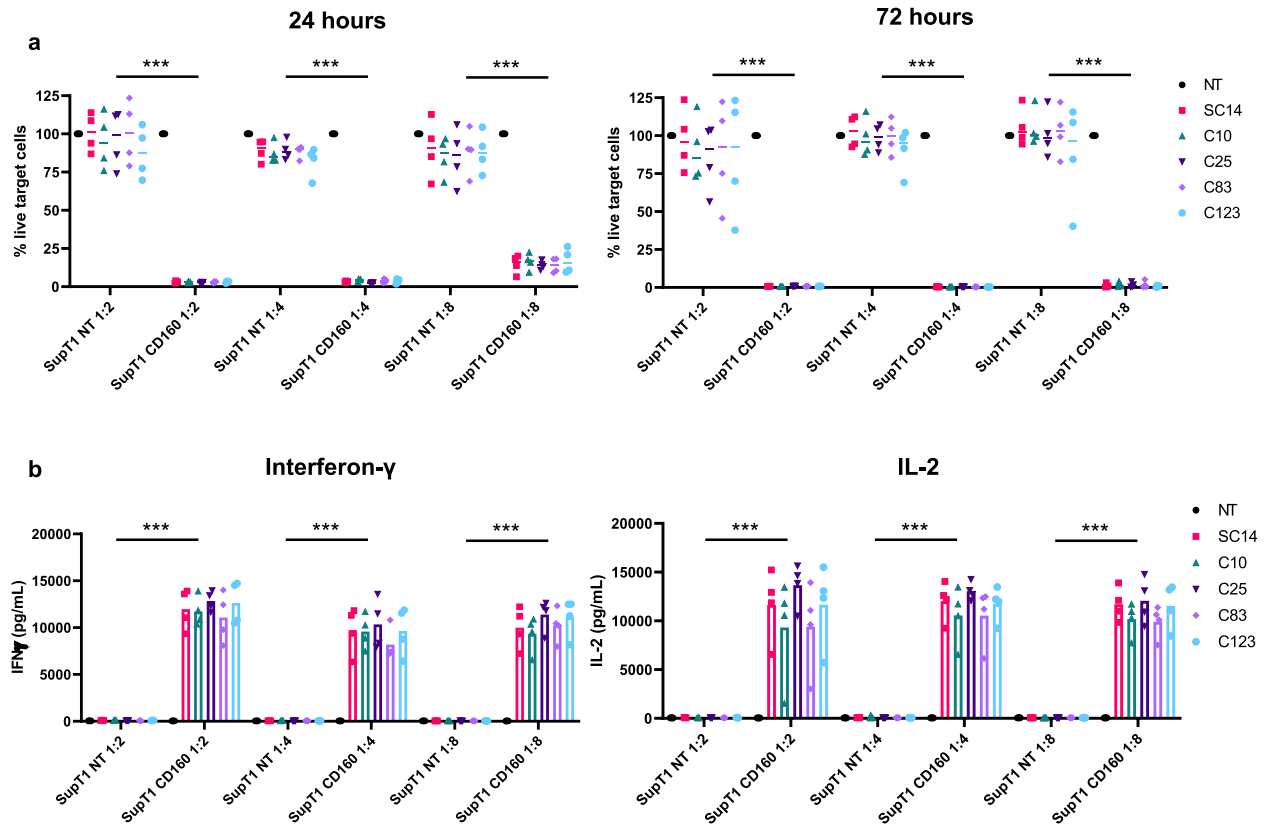 24 hours
72 hours
a
*** *** ***
*** *** ***
% live target cells
125
100
75
50
25
0
SupT1 NT 1:2
SupT1 CD160 1:2
SupT1 NT 1:4
SupT1 CD160 1:4
SupT1 NT 1:8
SupT1 CD160 1:8
% live target cells
125
100
75
50
25
0
SupT1 NT 1:2
SupT1 CD160 1:2
SupT1 NT 1:4
SupT1 CD160 1:4
SupT1 NT 1:8
SupT1 CD160 1:8
NT
SC14
C10
C25
C83
C123
b
Interferon-γ
IL-2
*** *** ***
*** *** ***
IFNγ (pg/mL)
20000
15000
10000
5000
0
SupT1 NT 1:2
SupT1 CD160 1:2
SupT1 NT 1:4
SupT1 CD160 1:4
SupT1 NT 1:8
SupT1 CD160 1:8
IL-2 (pg/mL)
20000
15000
10000
5000
0
SupT1 NT 1:2
SupT1 CD160 1:2
SupT1 NT 1:4
SupT1 CD160 1:4
SupT1 NT 1:8
SupT1 CD160 1:8
NT
SC14
C10
C25
C83
C123